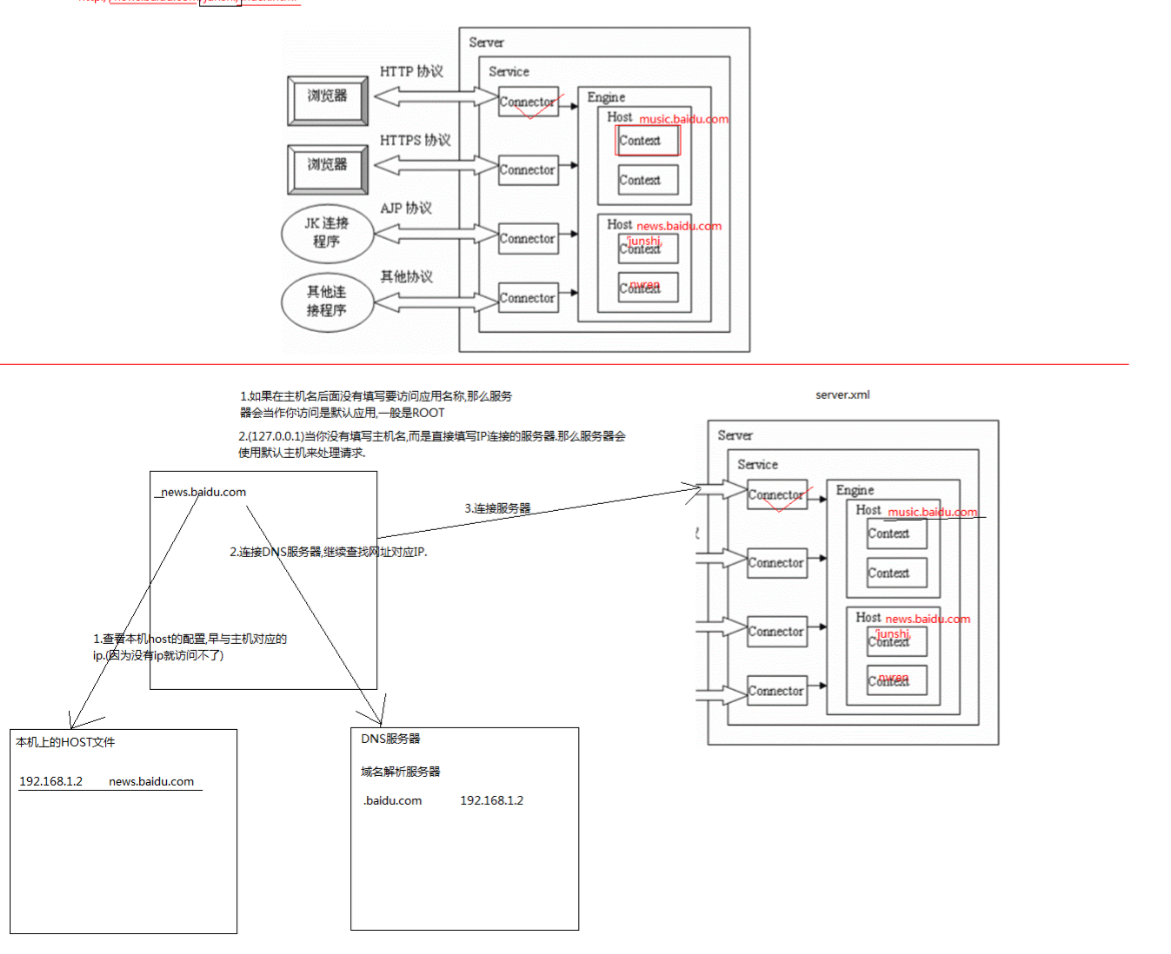 Server
HTTP 协议
Service
浏览器
Connector
Engine
Host music.baidu.com
Context
HTTPS 协议
浏览器
Connector
Context
AJP 协议
JK 连接
程序
Connector
Host news.baidu.com
junshi,
Context
其他协议
其他连
接程序
Connector
Context
1.如果在主机名后面没有填写要访问应用名称,那么服务
器会当作你访问是默认应用,一般是ROOT
2.(127.0.0.1)当你没有填写主机名,而是直接填写IP连接的服务器.那么服务器会
使用默认主机来处理请求.
server.xml
Server
Service
_news.baidu.com
3.连接服务器
Connector
Engine
Host music.baidu.com
Context
2.连接DNS服务器,继续查找网址对应IP.
Connector
Context
1.查看本机host的配置,早与主机对应的
ip.(因为没有ip就访问不了)
Host news.baidu.com
junshi,
Context
Connector
Context
Connector
本机上的HOST文件
192.168.1.2 news.baidu.com
DNS服务器
域名解析服务器
.baidu.com 192.168.1.2